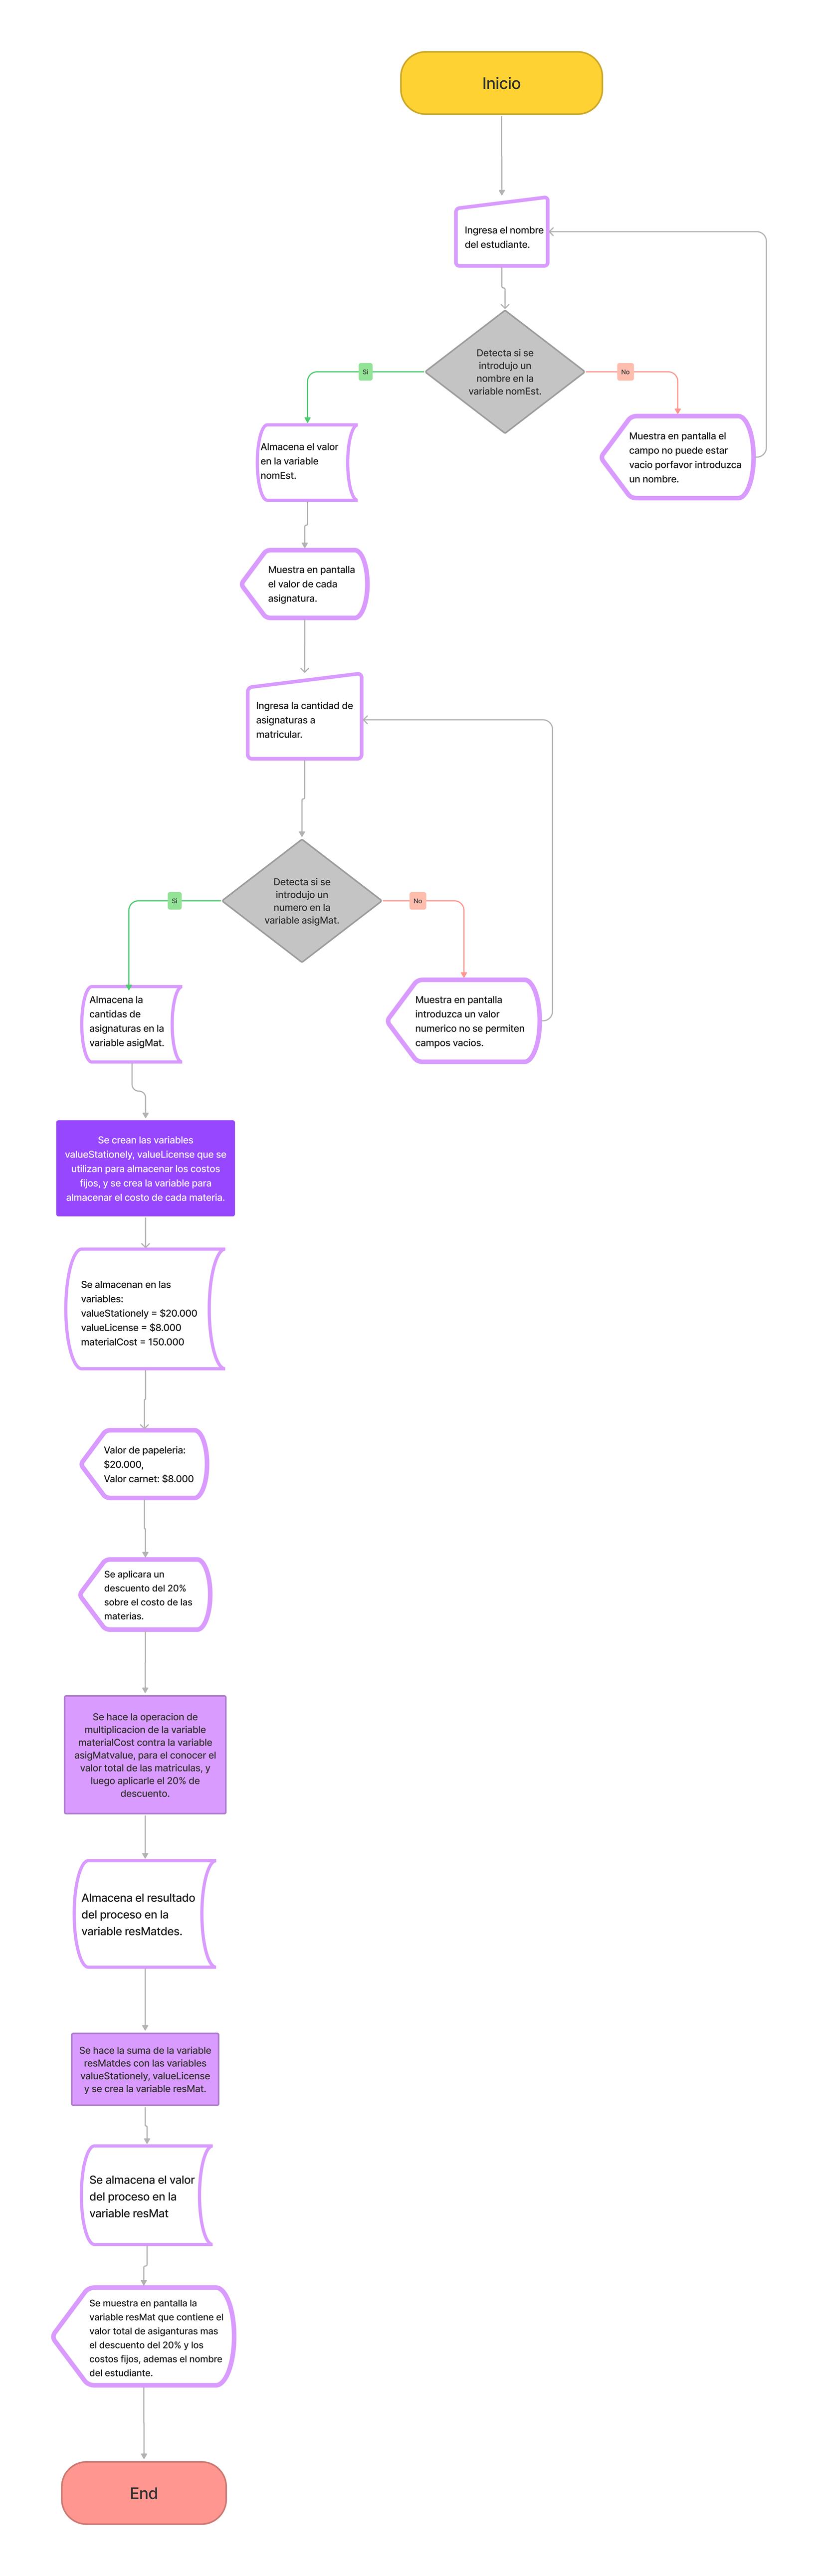 Inicio
Ingresa el nombre
del estudiante.
Detecta si se
introdujo un
nombre en la
variable nomEst.
Si
No
Almacena el valor
en la variable
nomEst.
Muestra en pantalla el
campo no puede estar
vacio porfavor introduzca
un nombre.
Muestra en pantalla
el valor de cada
asignatura.
Ingresa la cantidad de
asignaturas a
matricular.
Detecta si se
introdujo un
numero en la
variable asigMat.
Si
No
Almacena la
cantidas de
asignaturas en la
variable asigMat.
Muestra en pantalla
introduzca un valor
numerico no se permiten
campos vacios.
Se crean las variables
valueStationely, valueLicense que se
utilizan para almacenar los costos
fijos, y se crea la variable para
almacenar el costo de cada materia.
Se almacenan en las
variables:
valueStationely = $20.000
valueLicense = $8.000
materialCost = 150.000
Valor de papeleria:
$20.000,
Valor carnet: $8.000
Se aplicara un
descuento del 20%
sobre el costo de las
materias.
Se hace la operacion de
multiplicacion de la variable
materialCost contra la variable
asigMatvalue, para el conocer el
valor total de las matriculas, y
luego aplicarle el 20% de
descuento.
Almacena el resultado
del proceso en la
variable resMatdes.
Se hace la suma de la variable
resMatdes con las variables
valueStationely, valueLicense
y se crea la variable resMat.
Se almacena el valor
del proceso en la
variable resMat
Se muestra en pantalla la
variable resMat que contiene el
valor total de asiganturas mas
el descuento del 20% y los
costos fijos, ademas el nombre
del estudiante.
End